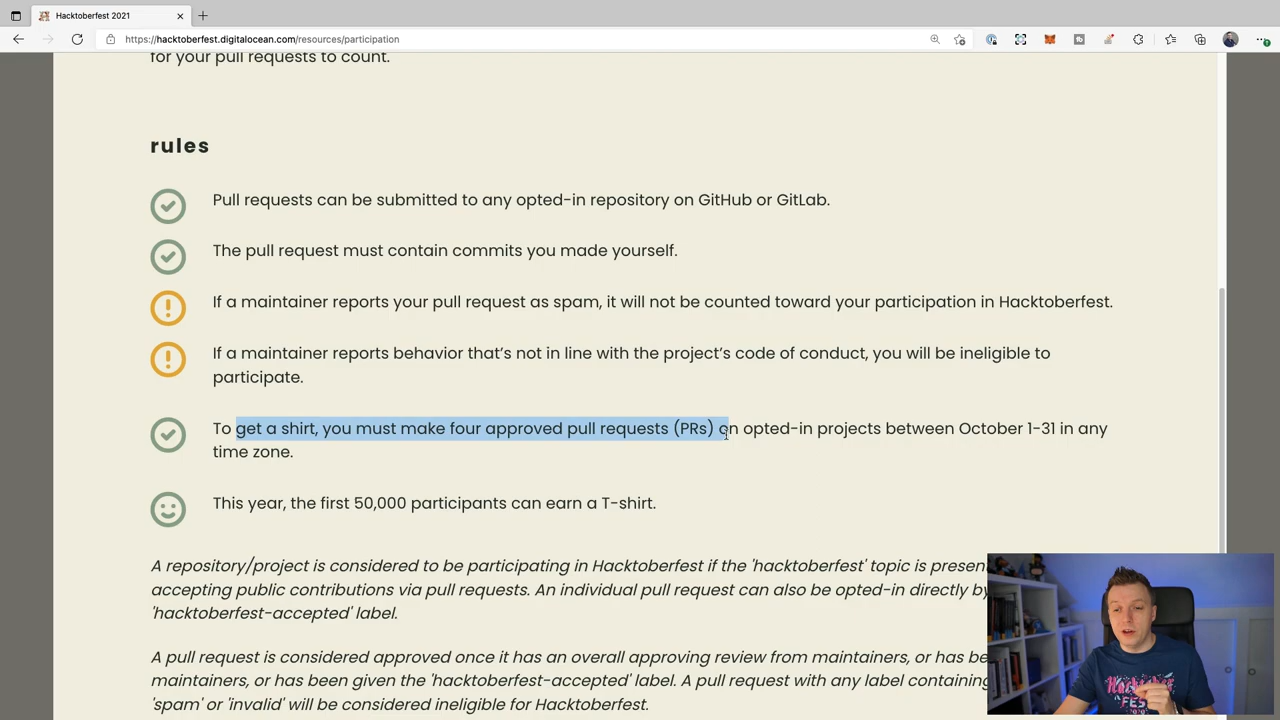 Hacktoberfest 2021
https://hacktoberfest.digitalocean.com/resources/participation
for your pull requests to count.
rules
Pull requests can be submitted to any opted-in repository on GitHub or GitLab.
The pull request must contain commits you made yourself.
If a maintainer reports your pull request as spam, it will not be counted toward your participation in Hacktoberfest.
If a maintainer reports behavior that's not in line with the project's code of conduct, you will be ineligible to
participate.
To get a shirt, you must make four approved pull requests (PRs) on opted-in projects between October 1-31 in any
time zone.
This year, the first 50,000 participants can earn a T-shirt.
A repository/project is considered to be participating in Hacktoberfest if the 'hacktoberfest' topic is presen
accepting public contributions via pull requests. An individual pull request can also be opted-in directly by
'hacktoberfest-accepted' label.
A pull request is considered approved once it has an overall approving review from maintainers, or has be
maintainers, or has been given the 'hacktoberfest-accepted' label. A pull request with any label containing
'spam' or 'invalid' will be considered ineligible for Hacktoberfest.
Hacktober
FEST